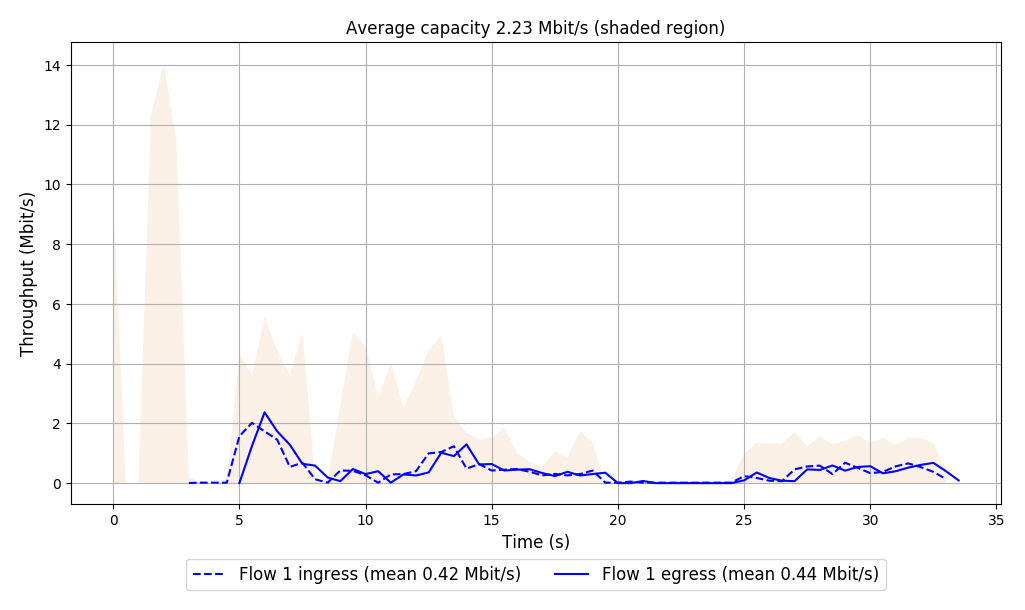 Average capacity 2.23 Mbit/s (shaded region)
14
12
10
8
6
4
2
0
Throughput (Mbit/s)
0 5 10 15 20 25 30 35
Time (s)
Flow 1 ingress (mean 0.42 Mbit/s) Flow 1 egress (mean 0.44 Mbit/s)